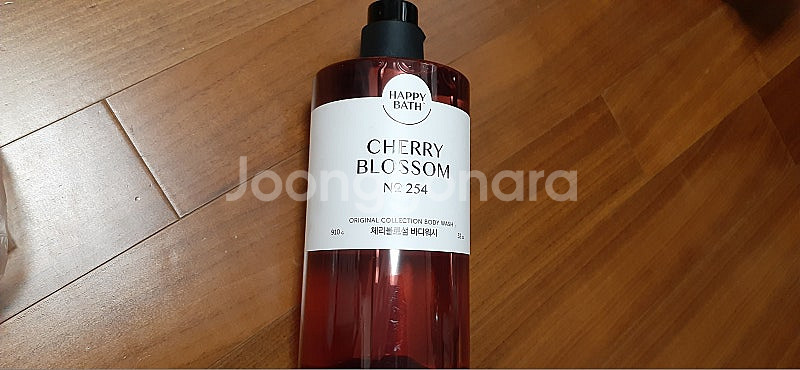 HAPPY
BATH
CHERRY
BLOSSOM
Nº 254
Joonggonara
ORIGINAL COLLECTION BODY WASH
910 G
체리블로썸 바디워시